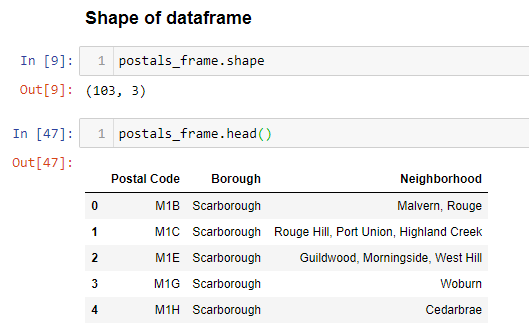 Shape of dataframe
In [9]: 1 postals_frame.shape
Out[9]: (103, 3)
In [47]: 1 postals_frame.head()
Out[47]:
Postal Code Borough Neighborhood
0 M1B Scarborough Malvern, Rouge
1 M1C Scarborough Rouge Hill, Port Union, Highland Creek
2 M1E Scarborough Guildwood, Morningside, West Hill
3 M1G Scarborough Woburn
4 M1H Scarborough Cedarbrae